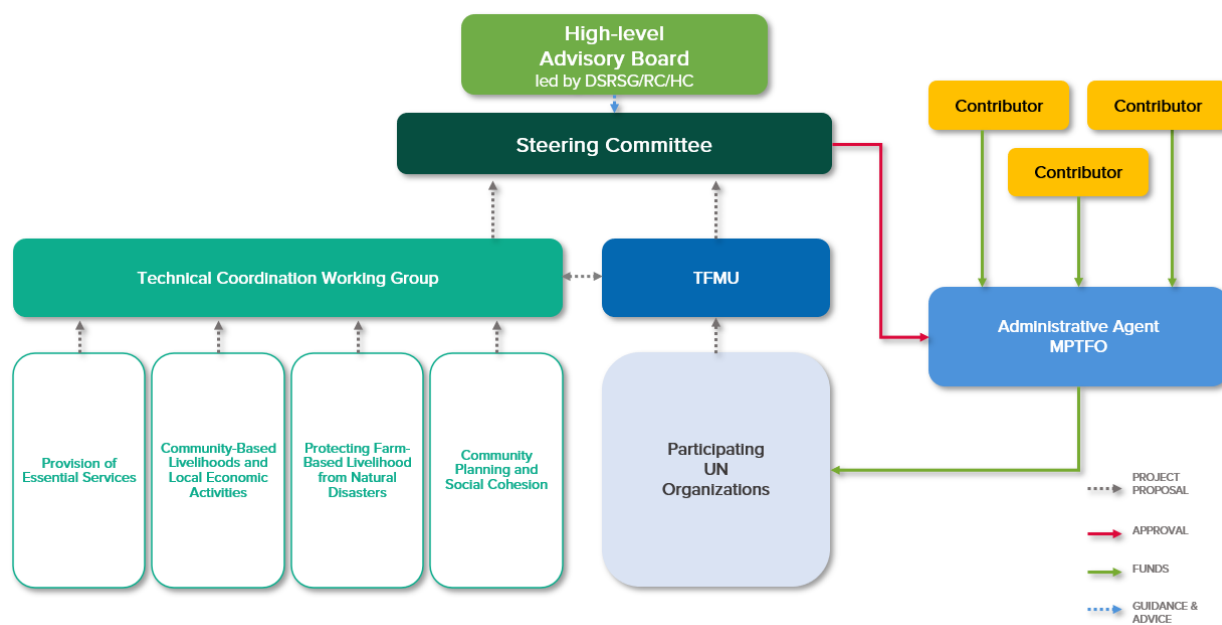 High-level
Advisory Board
led by DSRSG/RC/HC
Steering Committee
Contributor
Contributor
Contributor
Technical Coordination Working Group
TFMU
Administrative Agent
MPTFO
Provision of
Essential Services
Community-Based
Livelihoods and
Local Economic
Activities
Protecting Farm-
Based Livelihood
from Natural
Disasters
Community
Planning and
Social Cohesion
Participating
UN
Organizations
PROJECT
PROPOSAL
APPROVAL
FUNDS
GUIDANCE &
ADVICE